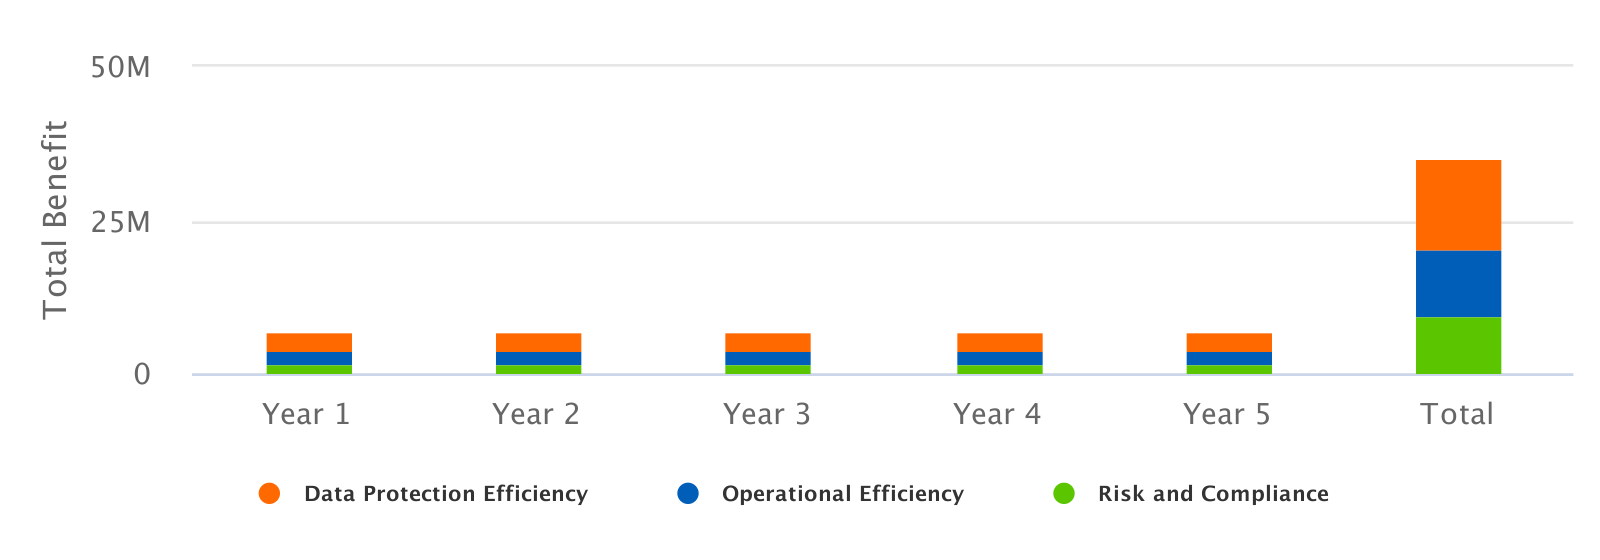 Total Benefit
50M
25M
0
Year 1 Year 2 Year 3 Year 4 Year 5 Total
Data Protection Efficiency Operational Efficiency Risk and Compliance